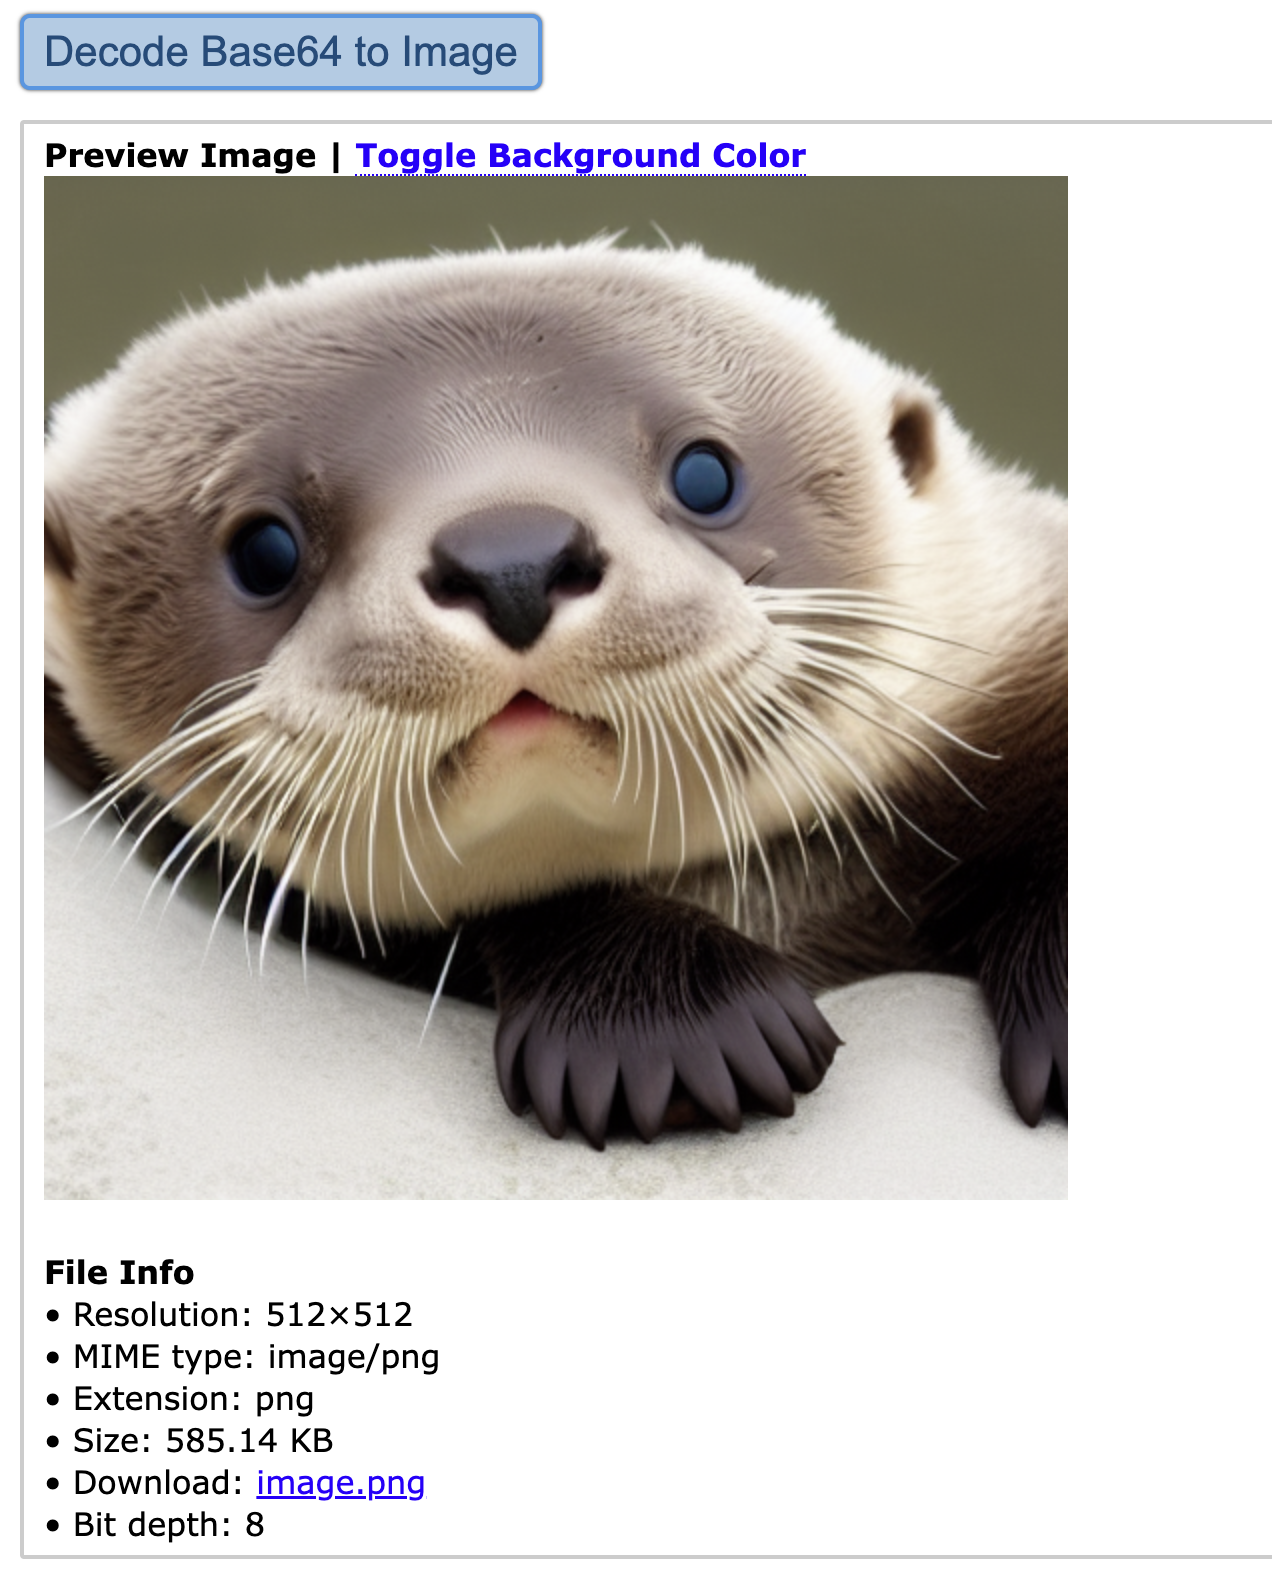 Decode Base64 to Image
Preview Image | Toggle Background Color
File Info
• Resolution: 512×512
• MIME type: image/png
• Extension: png
• Size: 585.14 KB
• Download: image.png
• Bit depth: 8